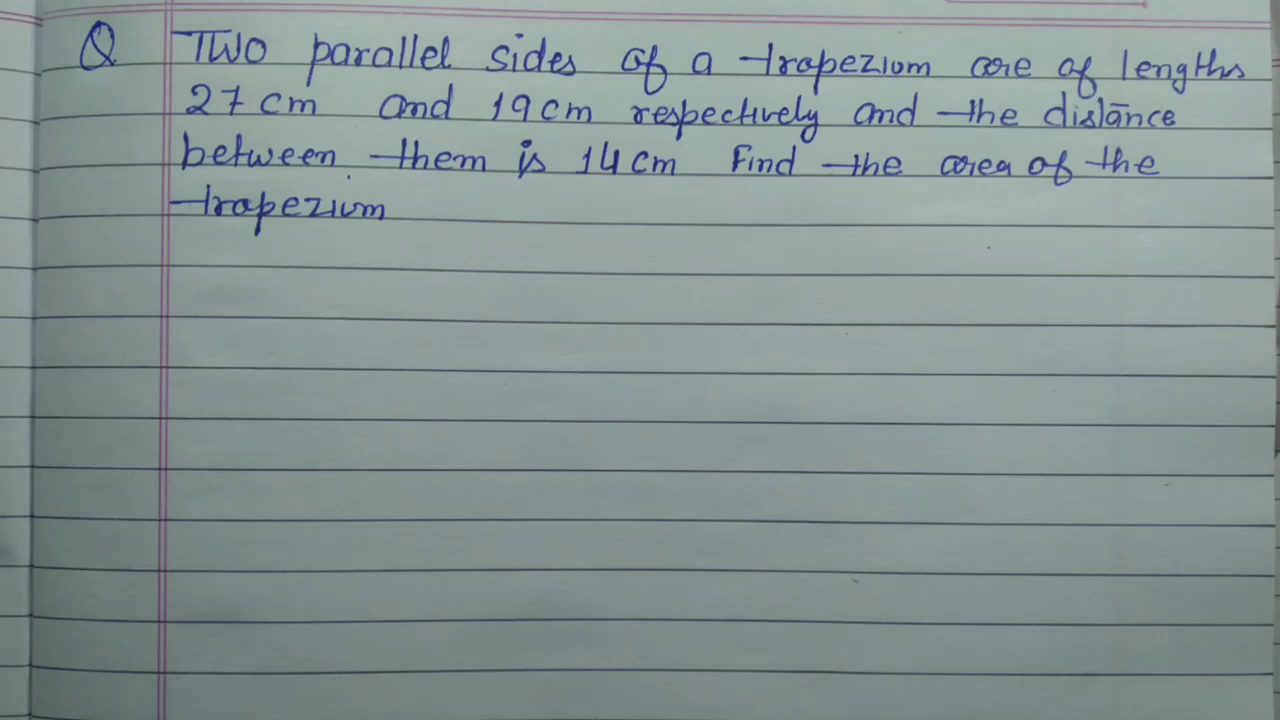 Q Two parallel sides of a trapezium are of lengths
27 cm and 19 cm respectively and the distance
between them is 14 cm Find the area of the
trapezium